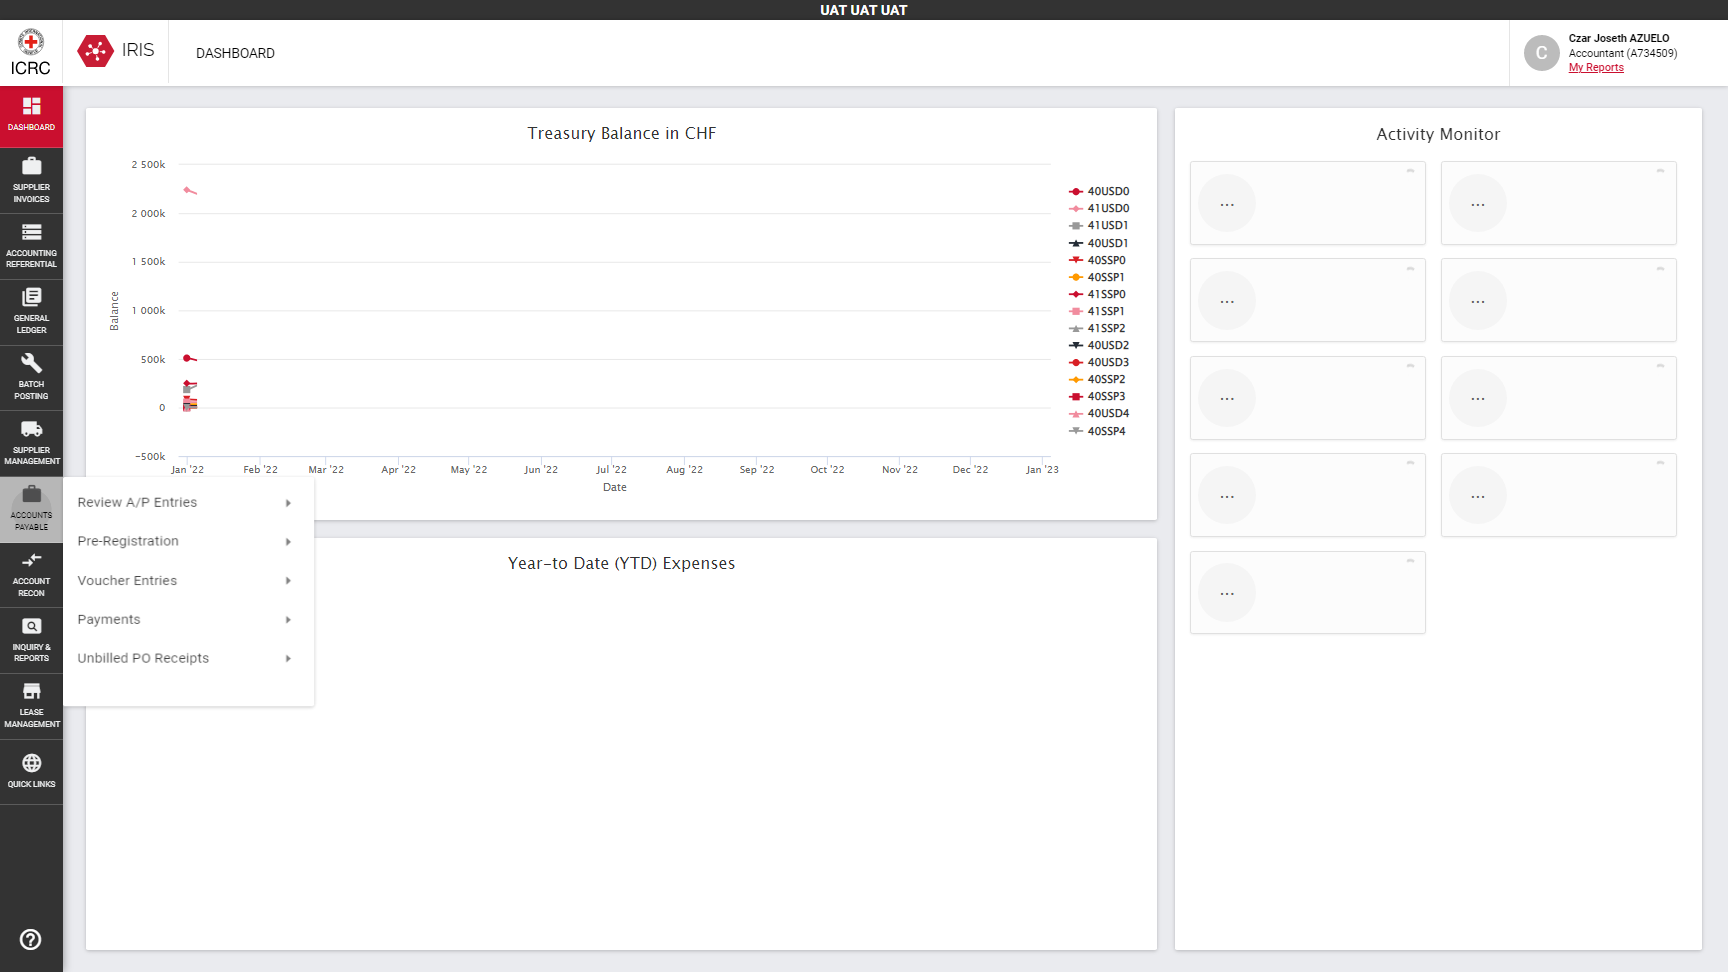 UAT UAT UAT
ICRC
IRIS
DASHBOARD
C
Czar Joseth AZUELO
Accountant (A734509)
My Reports
DASHBOARD
SUPPLIER
INVOICES
ACCOUNTING
REFERENTIAL
GENERAL
LEDGER
BATCH
POSTING
SUPPLIER
MANAGEMENT
ACCOUNTS
PAYABLE
ACCOUNT
RECON
INQUIRY &
REPORTS
LEASE
MANAGEMENT
QUICK LINKS
Review A/P Entries
Pre-Registration
Voucher Entries
Payments
Unbilled PO Receipts
Treasury Balance in CHF
Balance
2 500k
2 000k
1 500k
1 000k
500k
0
-500k
Jan '22 Feb '22 Mar '22 Apr '22 May '22 Jun '22 Jul '22 Aug '22 Sep '22 Oct '22 Nov '22 Dec '22 Jan '23
Date
40USD0
41USD0
41USD1
40USD1
40SSP0
40SSP1
41SSP0
41SSP1
41SSP2
40USD2
40USD3
40SSP2
40SSP3
40USD4
40SSP4
Year-to Date (YTD) Expenses
Activity Monitor
... ...
... ...
... ...
... ...
...